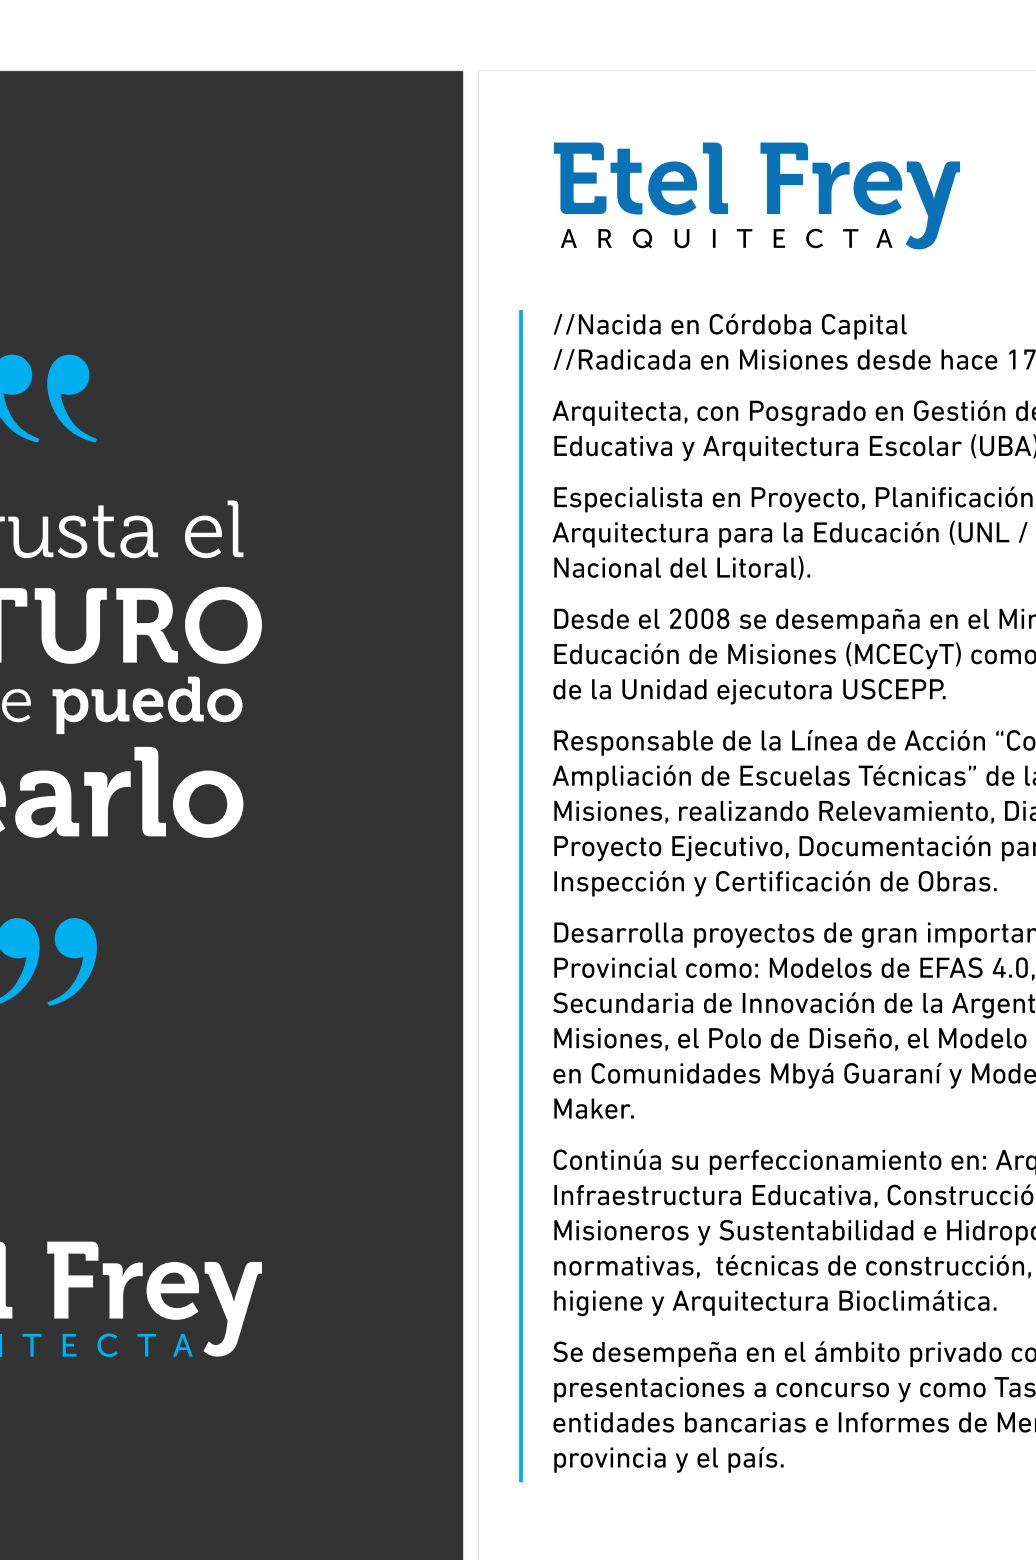 usta el
TURO
e puedo
arlo
Frey
ITECTA
Etel Frey
ARQUITECTA
//Nacida en Córdoba Capital
//Radicada en Misiones desde hace 17
Arquitecta, con Posgrado en Gestión de
Educativa y Arquitectura Escolar (UBA)
Especialista en Proyecto, Planificación
Arquitectura para la Educación (UNL /
Nacional del Litoral).
Desde el 2008 se desempaña en el Min
Educación de Misiones (MCECyT) como
de la Unidad ejecutora USCEPP.
Responsable de la Línea de Acción “Co
Ampliación de Escuelas Técnicas” de la
Misiones, realizando Relevamiento, Dia
Proyecto Ejecutivo, Documentación par
Inspección y Certificación de Obras.
Desarrolla proyectos de gran importan
Provincial como: Modelos de EFAS 4.0,
Secundaria de Innovación de la Argent
Misiones, el Polo de Diseño, el Modelo
en Comunidades Mbyá Guaraní y Mode
Maker.
Continúa su perfeccionamiento en: Arq
Infraestructura Educativa, Construcció
Misioneros y Sustentabilidad e Hidropo
normativas, técnicas de construcción,
higiene y Arquitectura Bioclimática.
Se desempeña en el ámbito privado co
presentaciones a concurso y como Tas
entidades bancarias e Informes de Mer
provincia y el país.